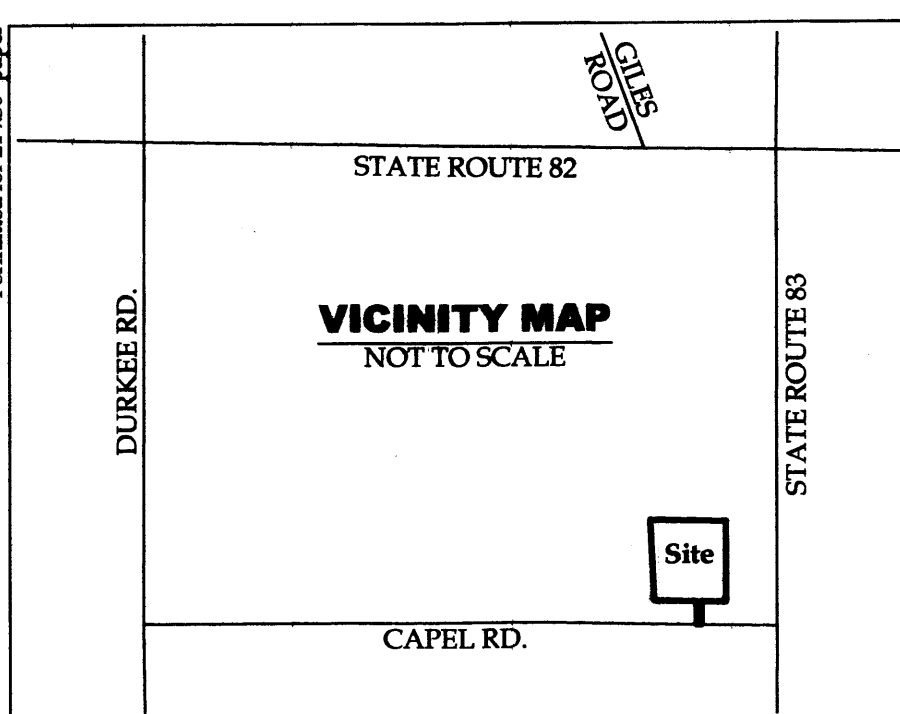 GILES
ROAD
STATE ROUTE 82
VICINITY MAP
NOT TO SCALE
DURKEE RD.
STATE ROUTE 83
Site
CAPEL RD.